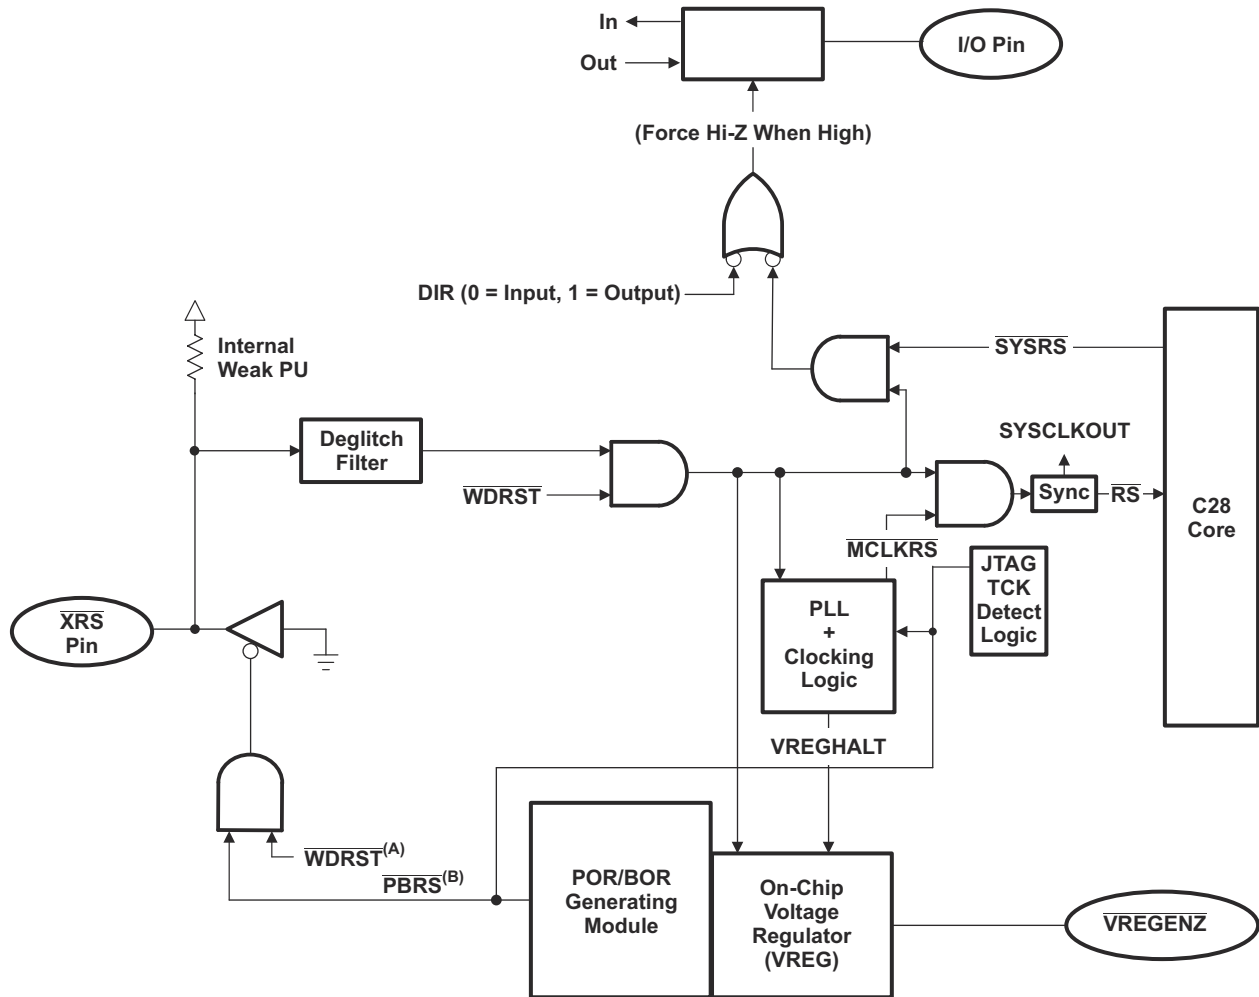 In
Out
I/O Pin
(Force Hi-Z When High)
DIR (0 = Input, 1 = Output)
Internal
Weak PU
SYSRS
Deglitch
Filter
WDRST
SYSCLKOUT
Sync
RS
C28
Core
MCLKRS
JTAG
TCK
Detect
Logic
PLL
+
Clocking
Logic
XRS
Pin
VREGHALT
WDRST(A)
PBRS(B)
POR/BOR
Generating
Module
On-Chip
Voltage
Regulator
(VREG)
VREGENZ